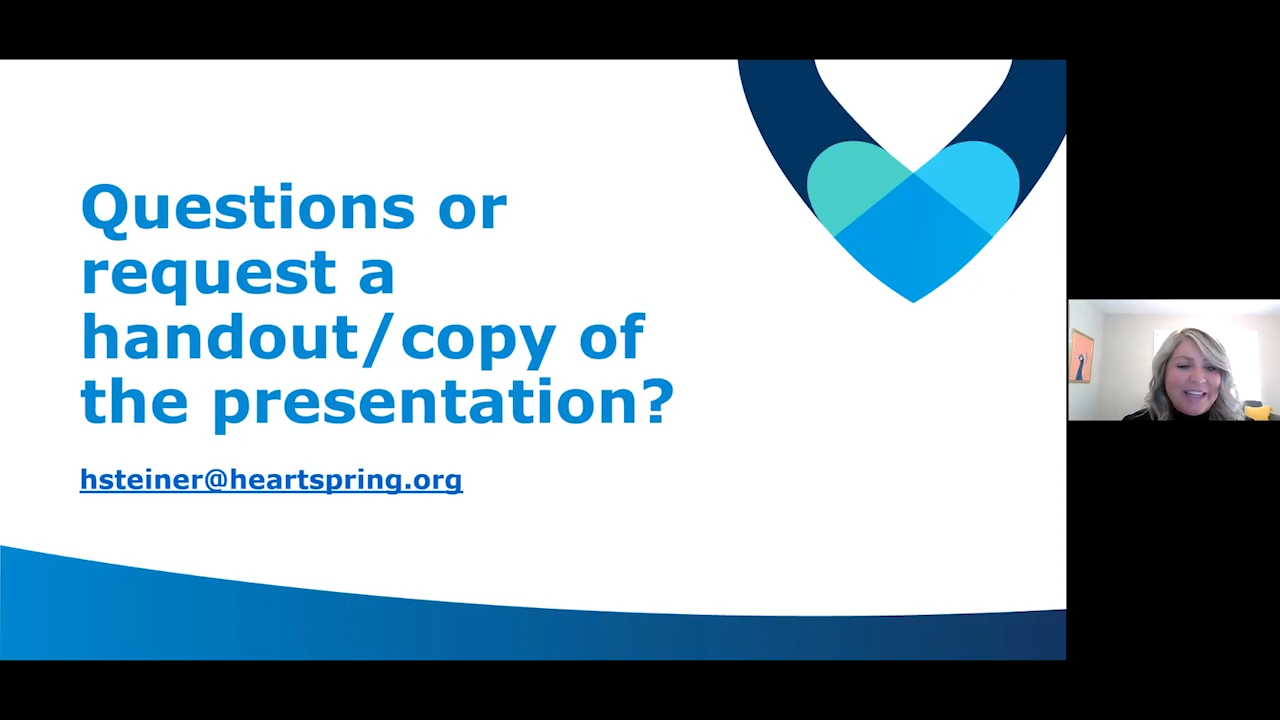 Questions or
request a
handout/copy of
the presentation?
hsteiner@heartspring.org